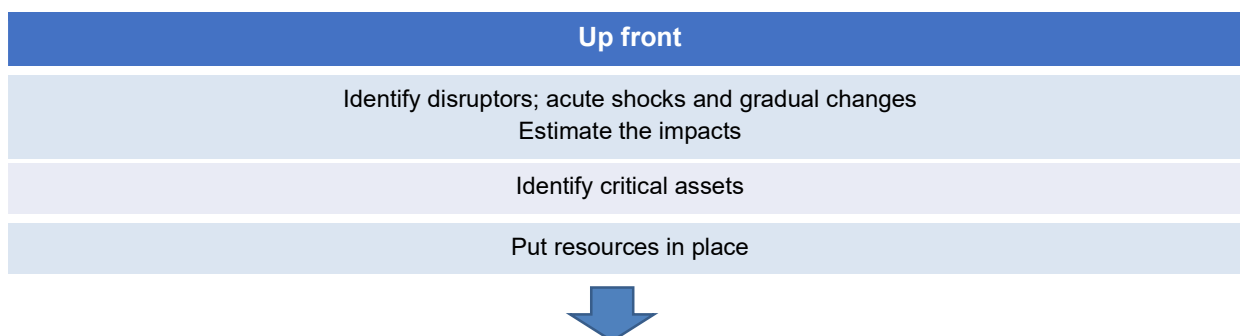 Up front
Identify disruptors; acute shocks and gradual changes
Estimate the impacts
Identify critical assets
Put resources in place